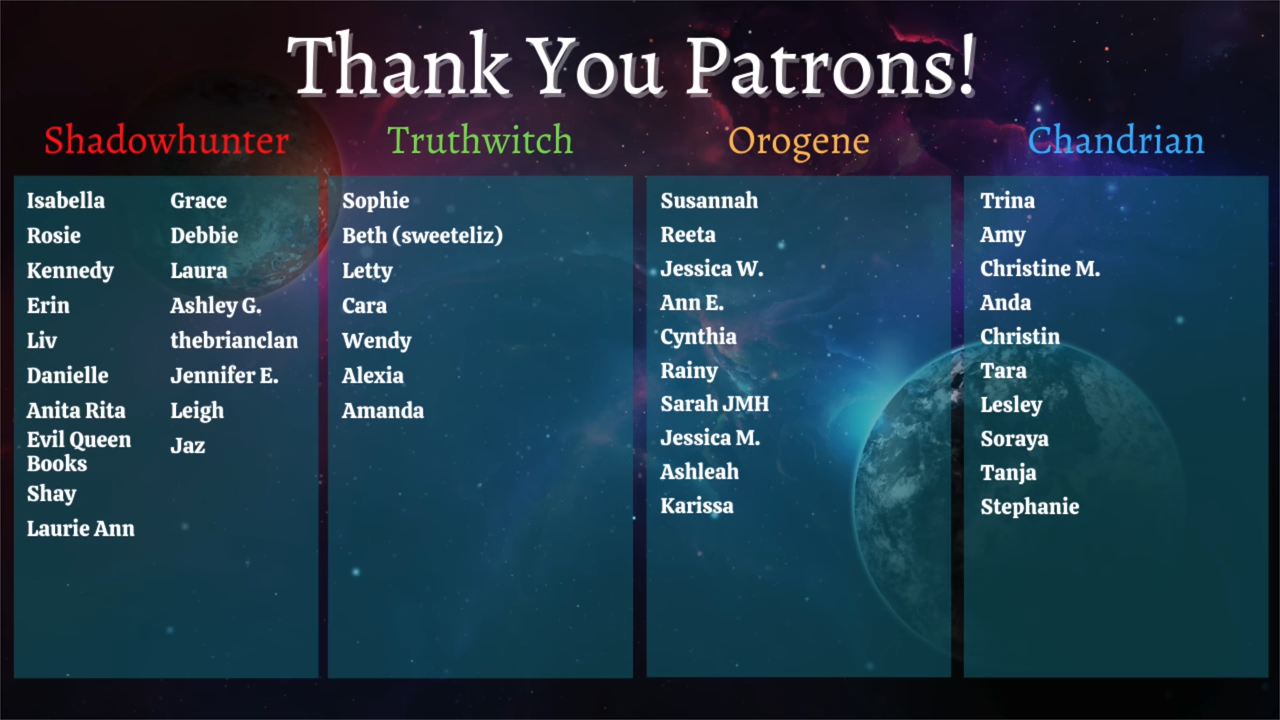 Thank You Patrons!
Shadowhunter
Isabella
Rosie
Kennedy
Erin
Liv
Danielle
Anita Rita
Evil Queen
Books
Shay
Laurie Ann
Grace
Debbie
Laura
Ashley G.
thebrianclan
Jennifer E.
Leigh
Jaz
Truthwitch
Sophie
Beth (sweeteliz)
Letty
Cara
Wendy
Alexia
Amanda
Orogene
Susannah
Reeta
Jessica W.
Ann E.
Cynthia
Rainy
Sarah JMH
Jessica M.
Ashleah
Karissa
Chandrian
Trina
Amy
Christine M.
Anda
Christin
Tara
Lesley
Soraya
Tanja
Stephanie